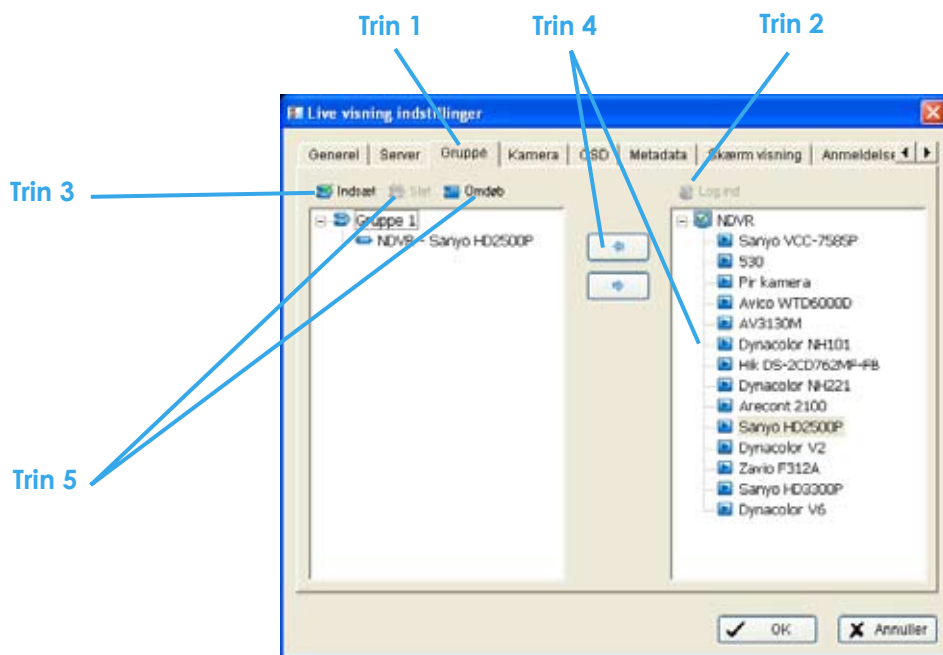 Trin 1
Trin 4
Trin 2
Live visning indstillinger
Generel Server Gruppe Kamera OSD Metadata Skærm visning Anmeldelse
Trin 3
Indsæt Slet Omdøb
Log ind
Gruppe 1
NDVR - Sanyo HD2500P
NDVR
Sanyo VCC-7585P
530
Pir kamera
Avico WTD6000D
AV3130M
Dynacolor NH101
Hik DS-2CD762MF-FB
Dynacolor NH221
Arecont 2100
Sanyo HD2500P
Dynacolor V2
Zavio F312A
Sanyo HD3300P
Dynacolor V6
Trin 5
OK Annuller